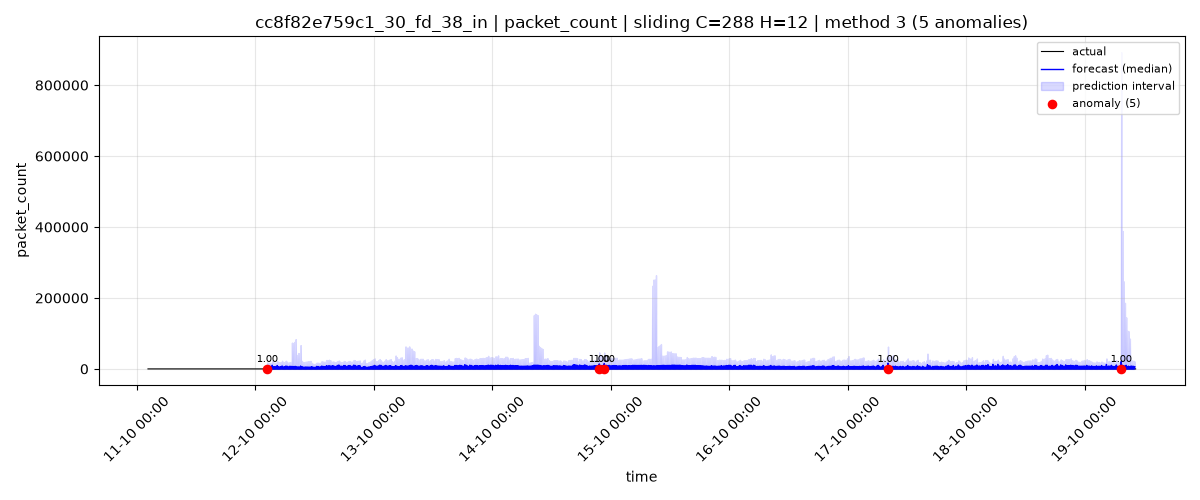 cc8f82e759c1_30_fd_38_in | packet_count | sliding C=288 H=12 | method 3 (5 anomalies)
actual
forecast (median)
prediction interval
anomaly (5)
packet_count
800000
600000
400000
200000
0
1.00
1.00
1.00
1.00
11-10 00:00
12-10 00:00
13-10 00:00
14-10 00:00
15-10 00:00
16-10 00:00
17-10 00:00
18-10 00:00
19-10 00:00
time